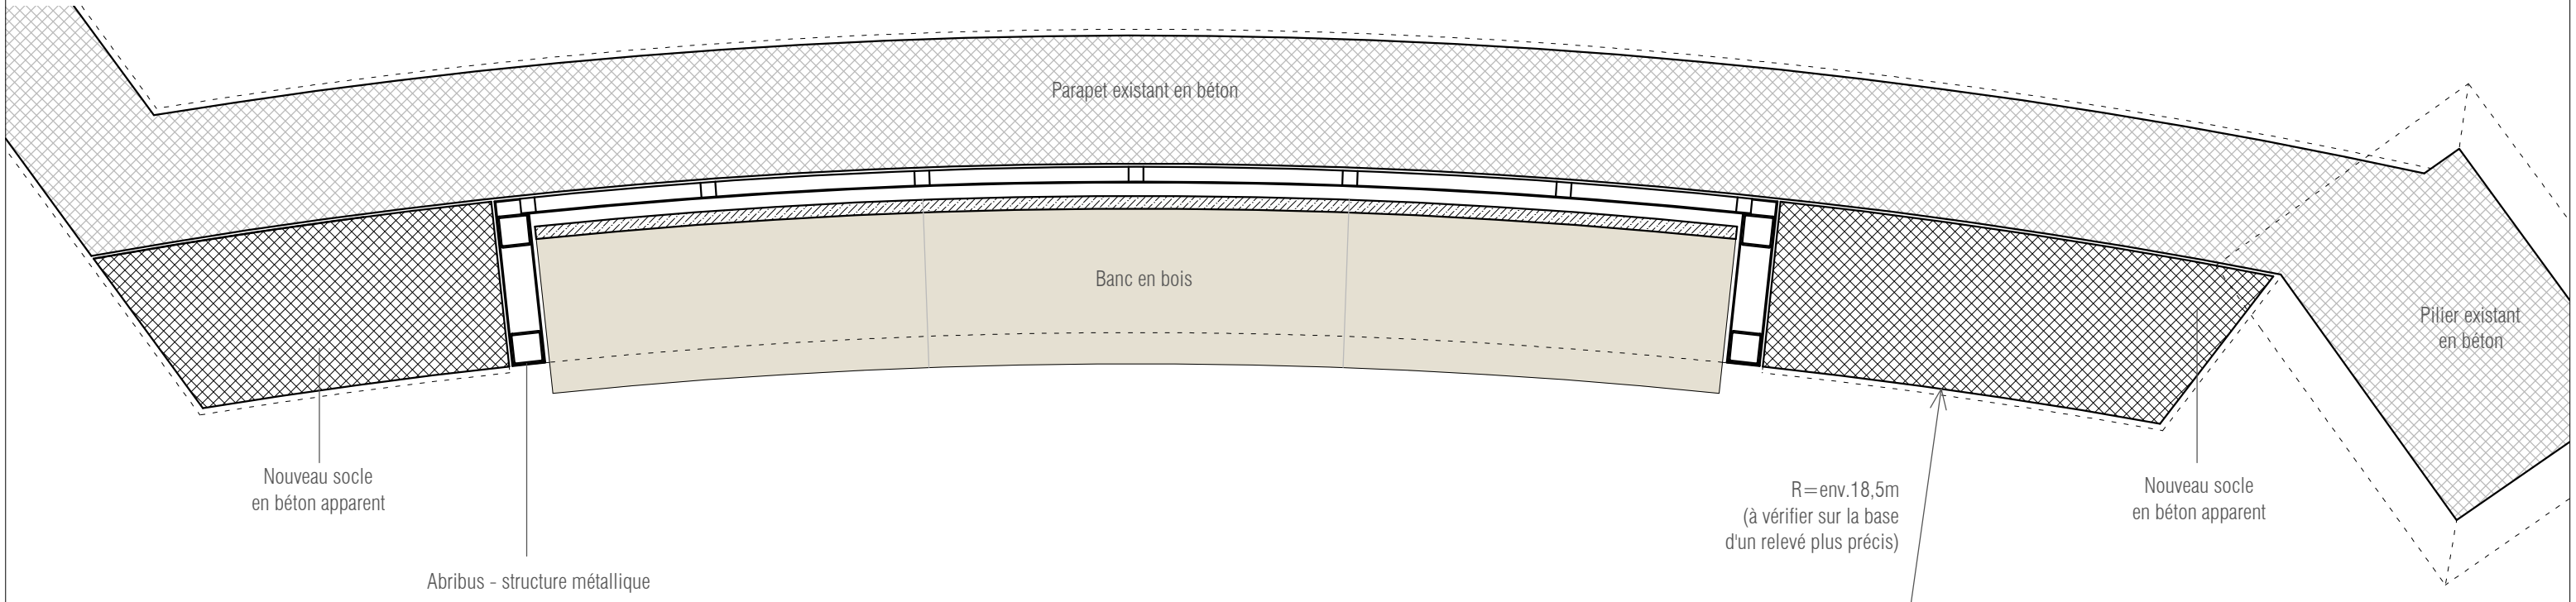 Parapet existant en béton
Banc en bois
Pilier existant
en béton
Nouveau socle
en béton apparent
R=env.18,5m
(à vérifier sur la base
d'un relevé plus précis)
Nouveau socle
en béton apparent
Abribus - structure métallique